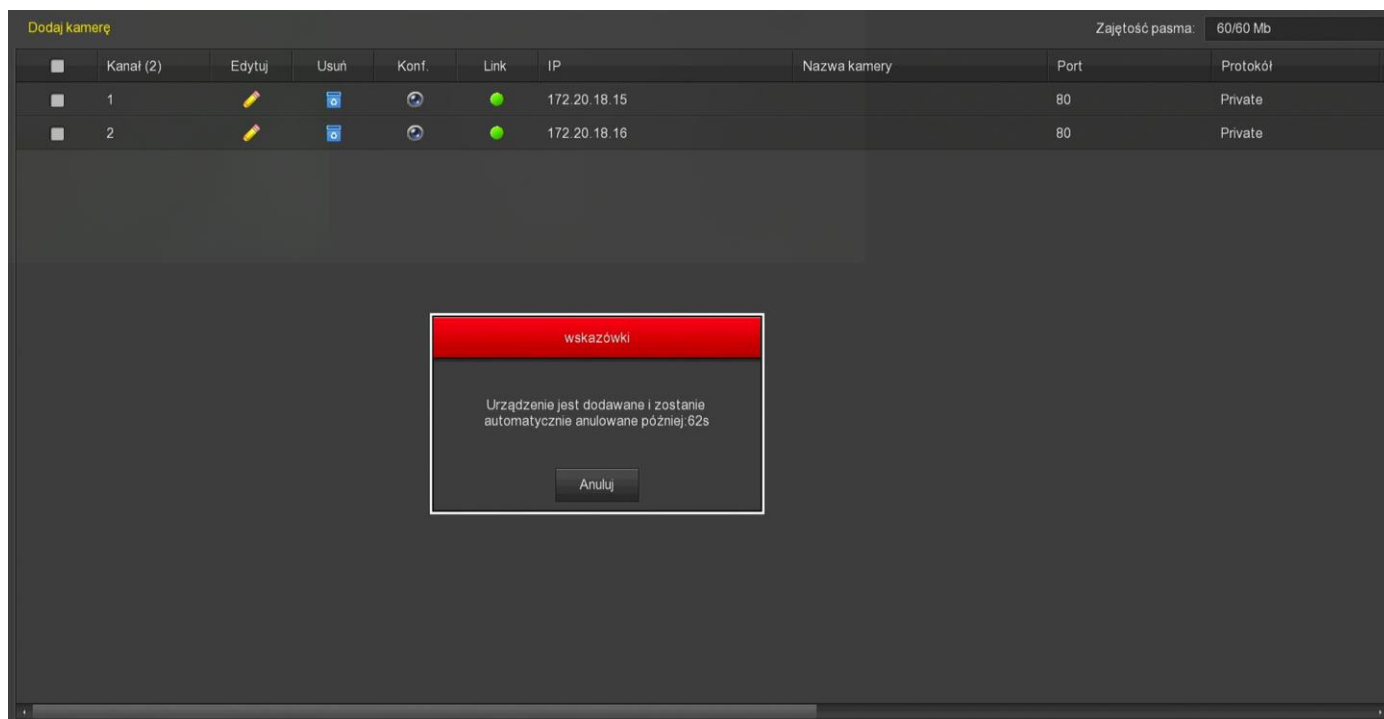 Dodaj kamerę
Zajętość pasma: 60/60 Mb
Kanał (2) Edytuj Usuń Konf. Link IP Nazwa kamery Port Protokół
1 172.20.18.15 80 Private
2 172.20.18.16 80 Private
wskazówki
Urządzenie jest dodawane i zostanie
automatycznie anulowane później:62s
Anuluj